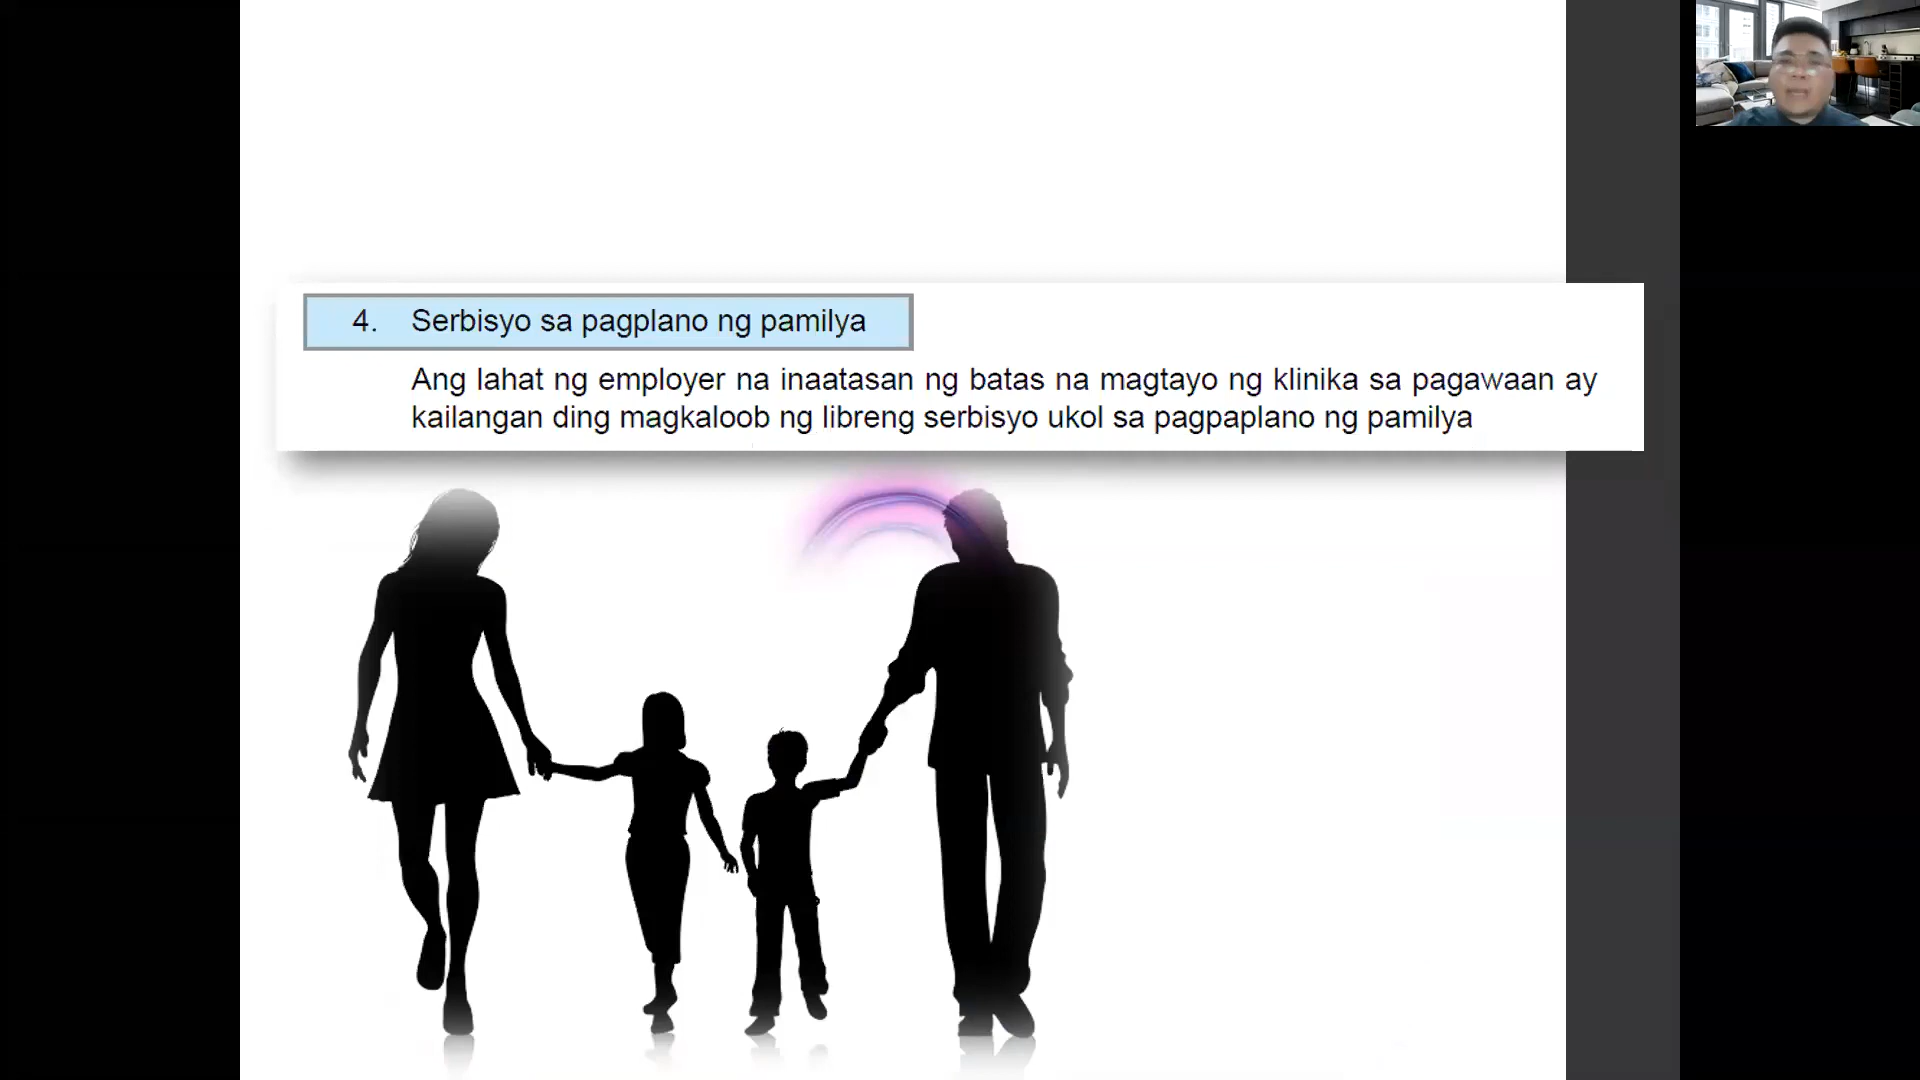 4. Serbisyo sa pagplano ng pamilya
Ang lahat ng employer na inaatasan ng batas na magtayo ng klinika sa pagawaan ay
kailangan ding magkaloob ng libreng serbisyo ukol sa pagpaplano ng pamilya